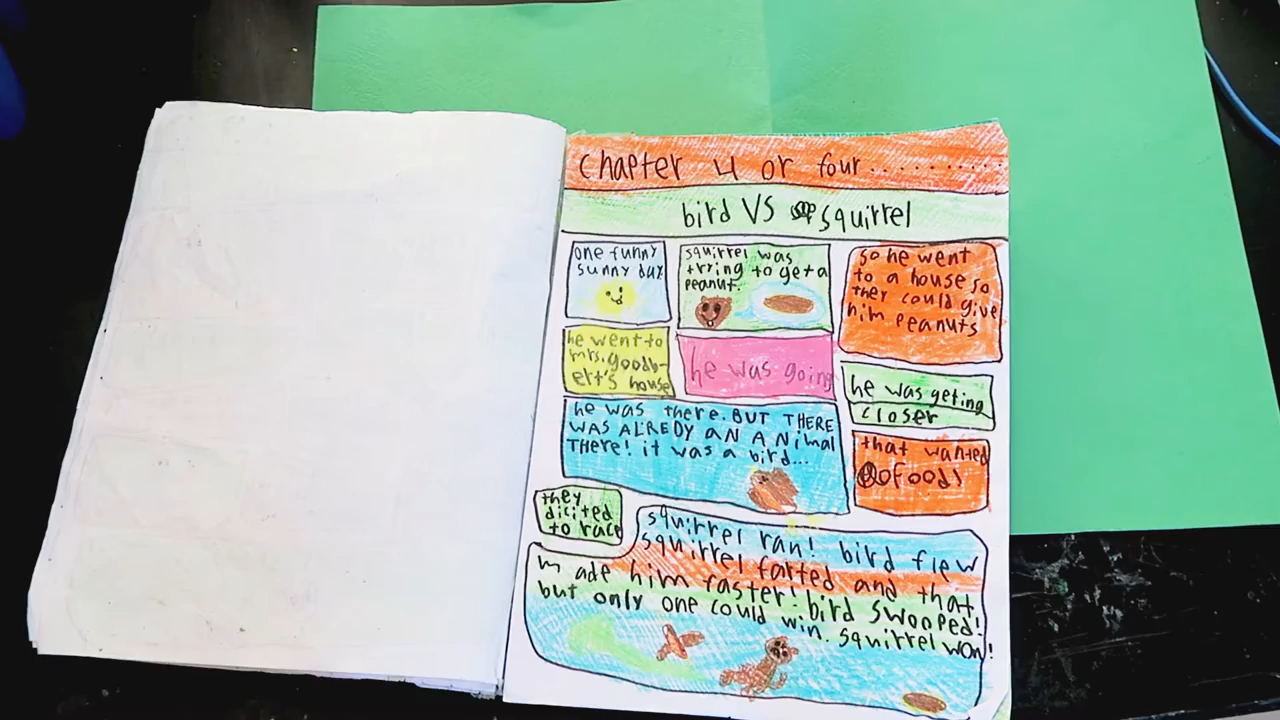 Chapter 4 or four..........
bird VS squirrel
one funny
sunny day
squirrel was
trying to get a
peanut.
so he went
to a house so
they could give
him peanuts
he went to
mrs. goodb-
ert's house
he was going
he was geting
closer
he was there. BUT THERE
WAS ALREDY AN ANimal
THERE! it was a bird...
that wanted
FOOD!
they
dicited
to race
squirrel ran! bird flew
squirrel farted and that
made him faster! bird swooped!
but only one could win. squirrel won!